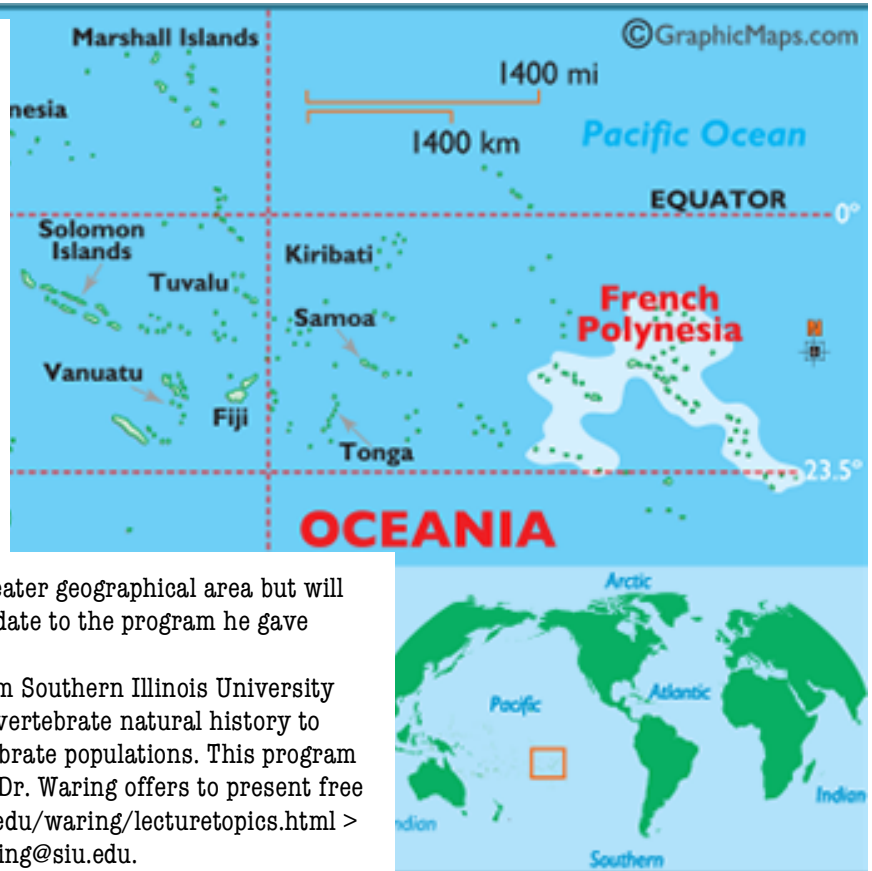 Marshall Islands
©GraphicMaps.com
1400 mi
nesia
1400 km
Pacific Ocean
EQUATOR
0°
Solomon
Islands
Kiribati
Tuvalu
French
Polynesia
Samoa
N
Vanuatu
Fiji
Tonga
23.5°
OCEANIA
eater geographical area but will
date to the program he gave
m Southern Illinois University
vertebrate natural history to
brate populations. This program
Dr. Waring offers to present free
edu/waring/lecturetopics.html >
ing@siu.edu.
Arctic
Pacific
Atlantic
Indian
ndian
Southern